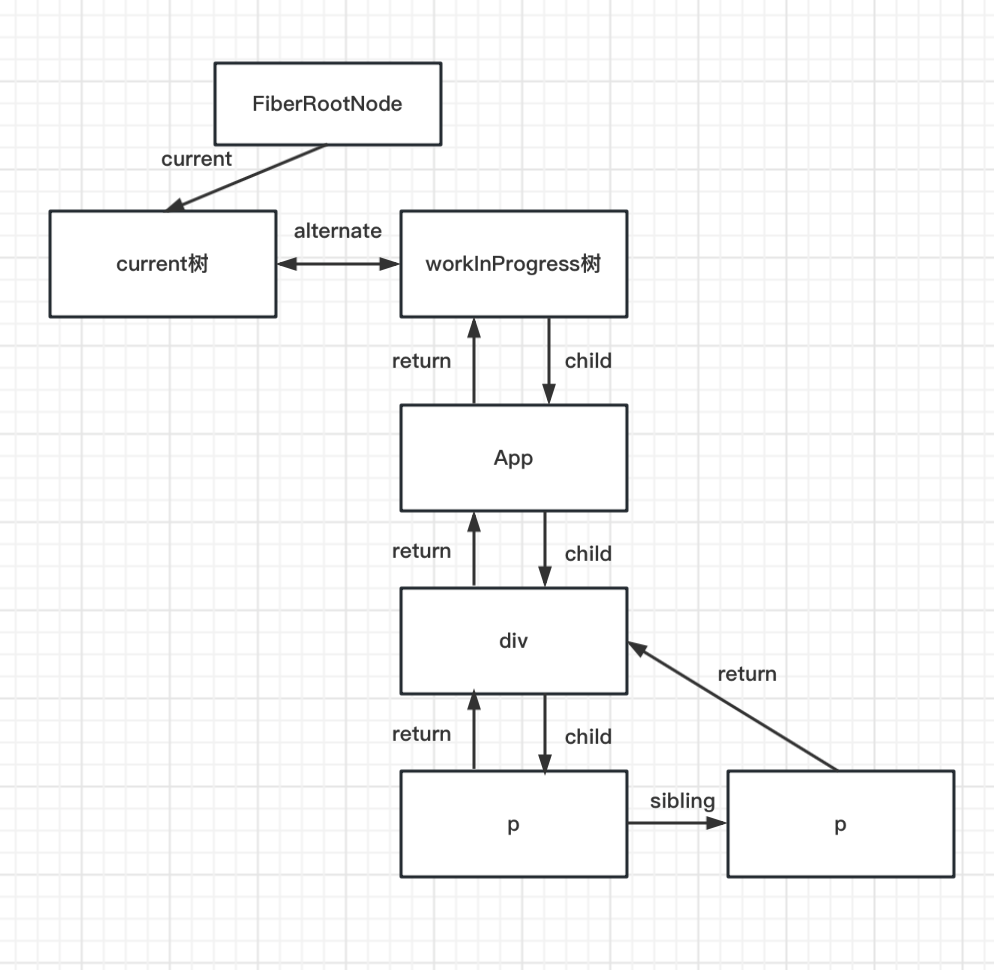 FiberRootNode
current
current树
alternate
workInProgress树
return
child
App
return
child
div
return
return
child
p
sibling
p